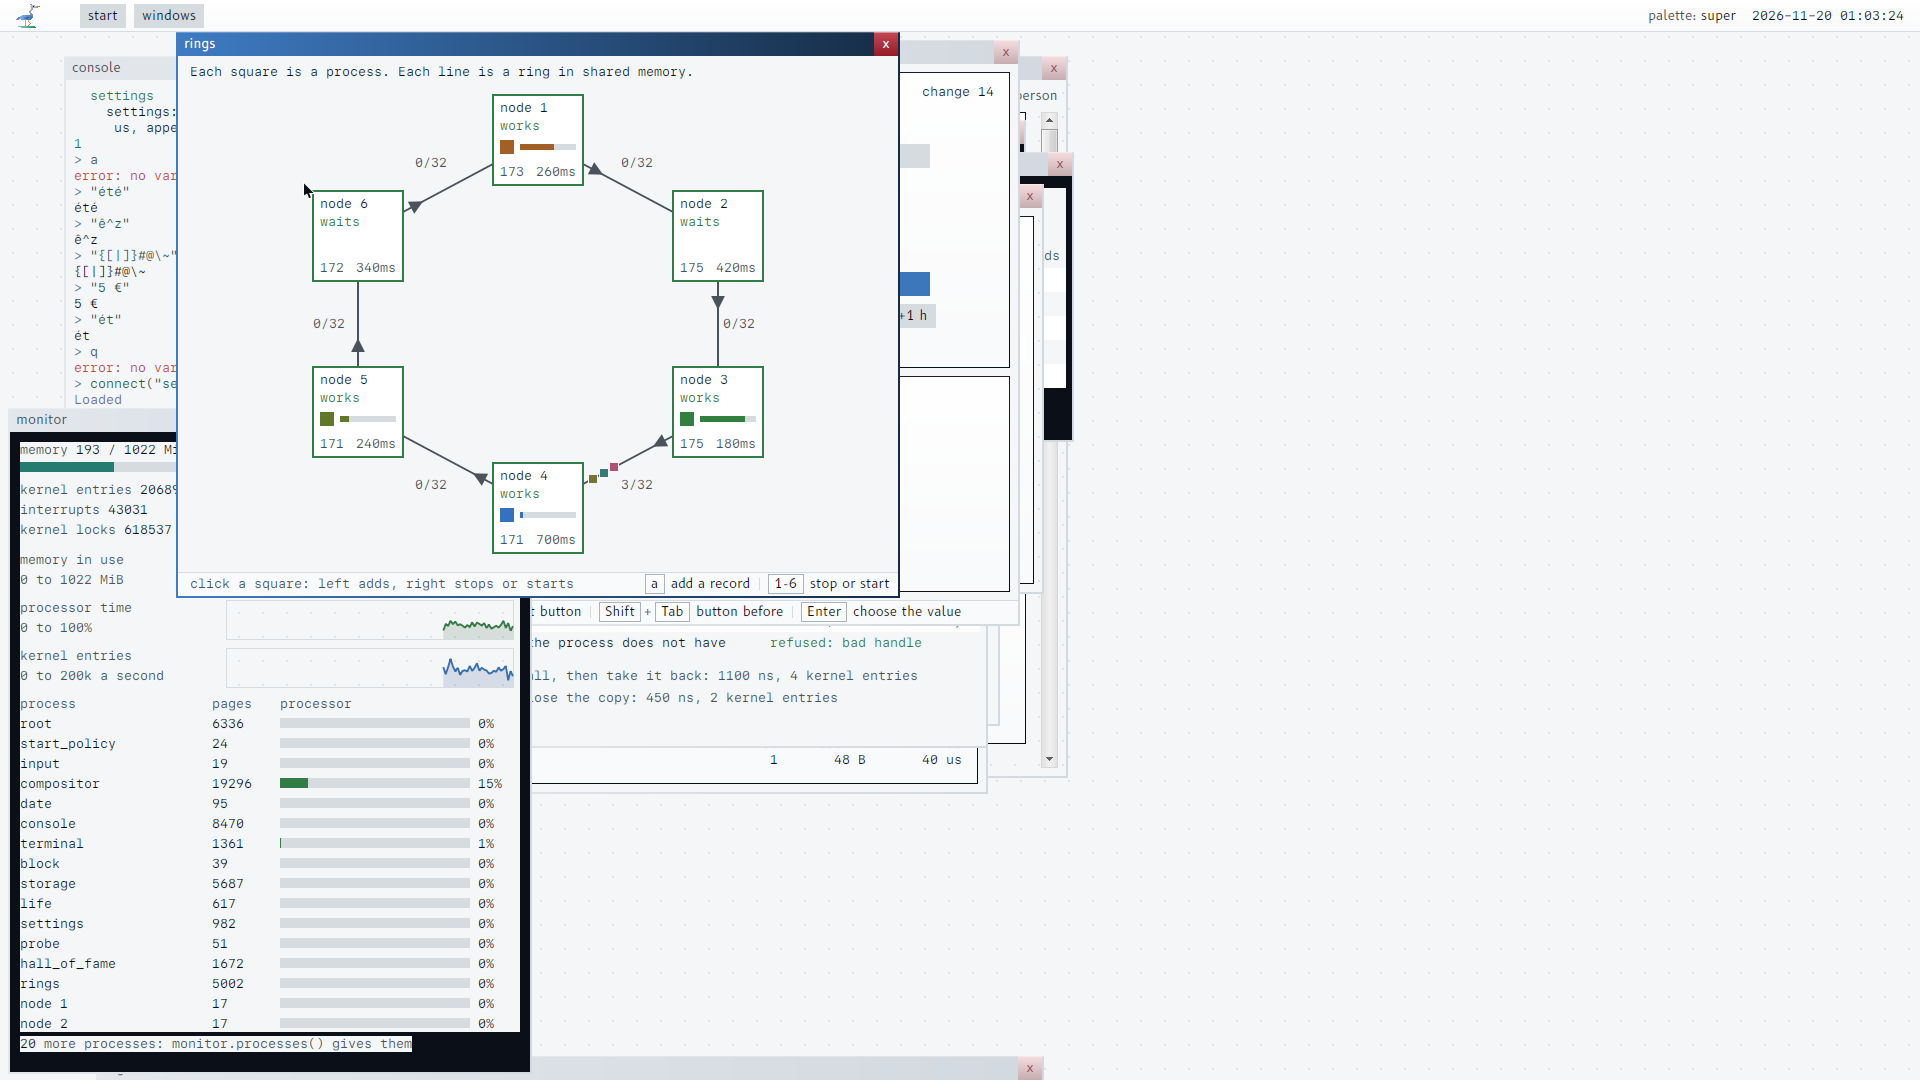 start windows palette: super 2026-11-20 01:03:24
rings x
Each square is a process. Each line is a ring in shared memory.
node 1
works
173 260ms
0/32
0/32
node 6
waits
172 340ms
node 2
waits
175 420ms
0/32
0/32
node 5
works
171 240ms
node 3
works
175 180ms
0/32
3/32
node 4
works
171 700ms
click a square: left adds, right stops or starts a add a record 1-6 stop or start
console
settings
settings:
us, appe
1
> a
error: no var
> "été"
été
> "ê^z"
ê^z
> "{[|]}#@\~"
{[|]}#@\~
> "5 €"
5 €
> "ét"
ét
> q
error: no var
> connect("se
Loaded
monitor
memory 193 / 1022 Mi
kernel entries 2068
interrupts 43031
kernel locks 618537
memory in use
0 to 1022 MiB
processor time
0 to 100%
kernel entries
0 to 200k a second
process pages processor
root 6336 0%
start_policy 24 0%
input 19 0%
compositor 19296 15%
date 95 0%
console 8470 0%
terminal 1361 1%
block 39 0%
storage 5687 0%
life 617 0%
settings 982 0%
probe 51 0%
hall_of_fame 1672 0%
rings 5002 0%
node 1 17 0%
node 2 17 0%
20 more processes: monitor.processes() gives them
x
x
change 14
person
x
x
ds
+1 h
t button Shift + Tab button before Enter choose the value
the process does not have refused: bad handle
all, then take it back: 1100 ns, 4 kernel entries
lose the copy: 450 ns, 2 kernel entries
1 48 B 40 us
x